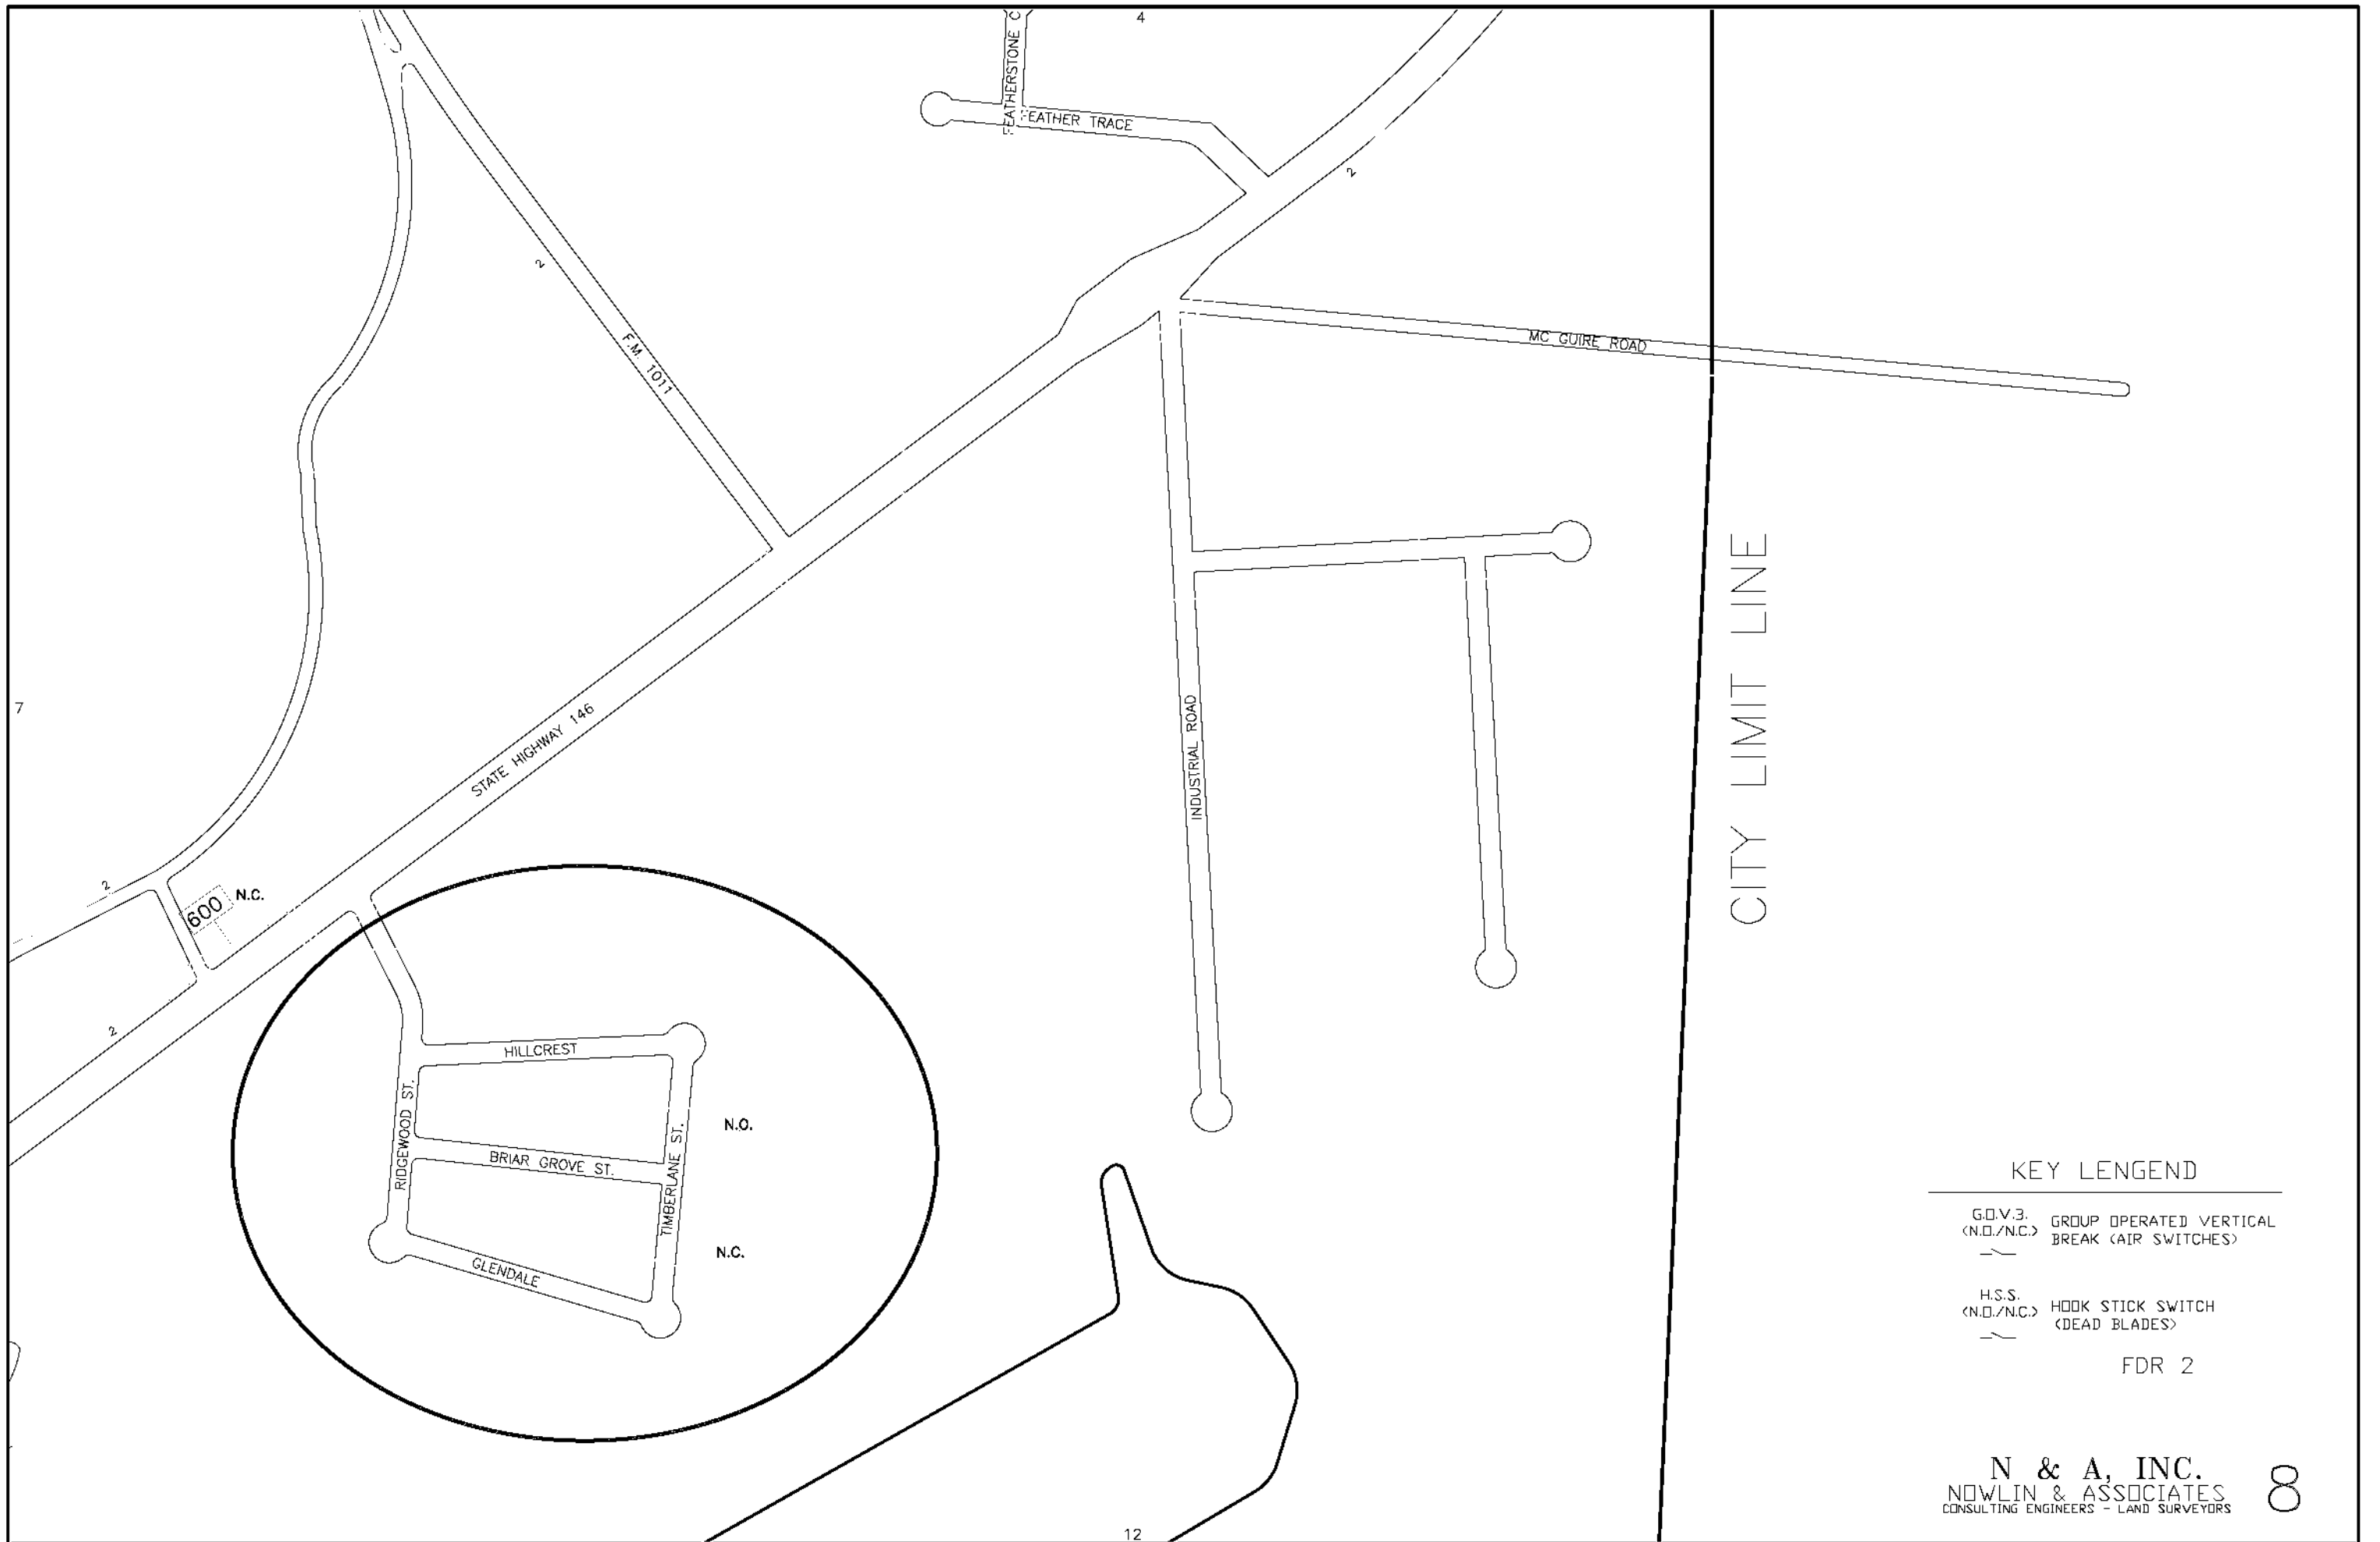 4
FEATHERSTONE C
FEATHER TRACE
2
2
F.M. 1011
MC GUIRE ROAD
CITY LIMIT LINE
7
STATE HIGHWAY 146
INDUSTRIAL ROAD
2
600
N.C.
2
HILLCREST
RIDGEWOOD ST.
N.O.
BRIAR GROVE ST.
TIMBERLANE ST.
N.C.
GLENDALE
KEY LENGEND
G.O.V.3.
(N.O./N.C.)
GROUP OPERATED VERTICAL
BREAK (AIR SWITCHES)
H.S.S.
(N.O./N.C.)
HOOK STICK SWITCH
(DEAD BLADES)
FDR 2
N & A, INC.
NOWLIN & ASSOCIATES
CONSULTING ENGINEERS - LAND SURVEYORS
8
12